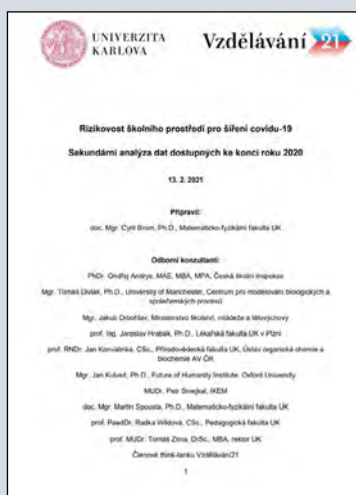 UNIVERZITA
KARLOVA
Vzdělávání 21
Rizikovost školního prostředí pro šíření covidu-19
Sekundární analýza dat dostupných ke konci roku 2020
13. 2. 2021
Připravil:
doc. Mgr. Cyril Brom, Ph.D., Matematicko-fyzikální fakulta UK
Odborní konzultanti:
PhDr. Ondřej Andrys, MAE, MBA, MPA, Česká školní inspekce
Mgr. Tomáš Diviák, Ph.D., University of Manchester, Centrum pro modelování biologických a
společenských procesů
Mgr. Jakub Drbohlav, Ministerstvo školství, mládeže a tělovýchovy
prof. Ing. Jaroslav Hrabák, Ph.D., Lékařská fakulta UK v Plzni
prof. RNDr. Jan Konvalinka, CSc., Přírodovědecká fakulta UK, Ústav organické chemie a
biochemie AV ČR
Mgr. Jan Kulveit, Ph.D., Future of Humanity Institute, Oxford University
MUDr. Petr Smejkal, IKEM
doc. Mgr. Martin Spousta, Ph.D., Matematicko-fyzikální fakulta UK
prof. PaedDr. Radka Wildová, CSc., Pedagogická fakulta UK
prof. MUDr. Tomáš Zima, DrSc., MBA, rektor UK
Členové think-tanku Vzdělávání21
1